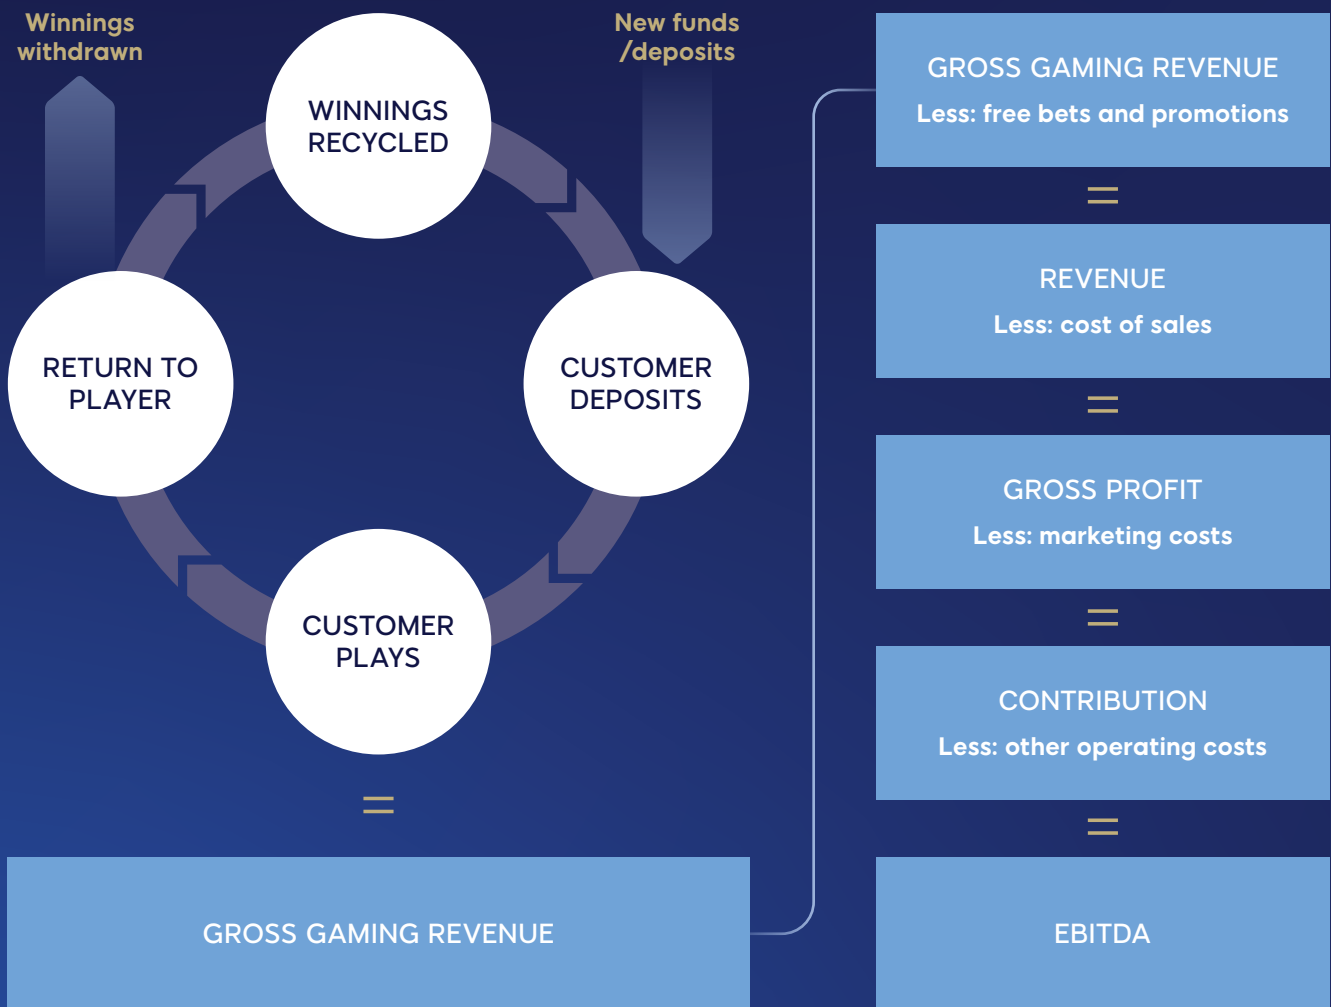 Winnings
withdrawn
New funds
/deposits
WINNINGS
RECYCLED
RETURN TO
PLAYER
CUSTOMER
DEPOSITS
CUSTOMER
PLAYS
=
GROSS GAMING REVENUE
GROSS GAMING REVENUE
Less: free bets and promotions
=
REVENUE
Less: cost of sales
=
GROSS PROFIT
Less: marketing costs
=
CONTRIBUTION
Less: other operating costs
=
EBITDA